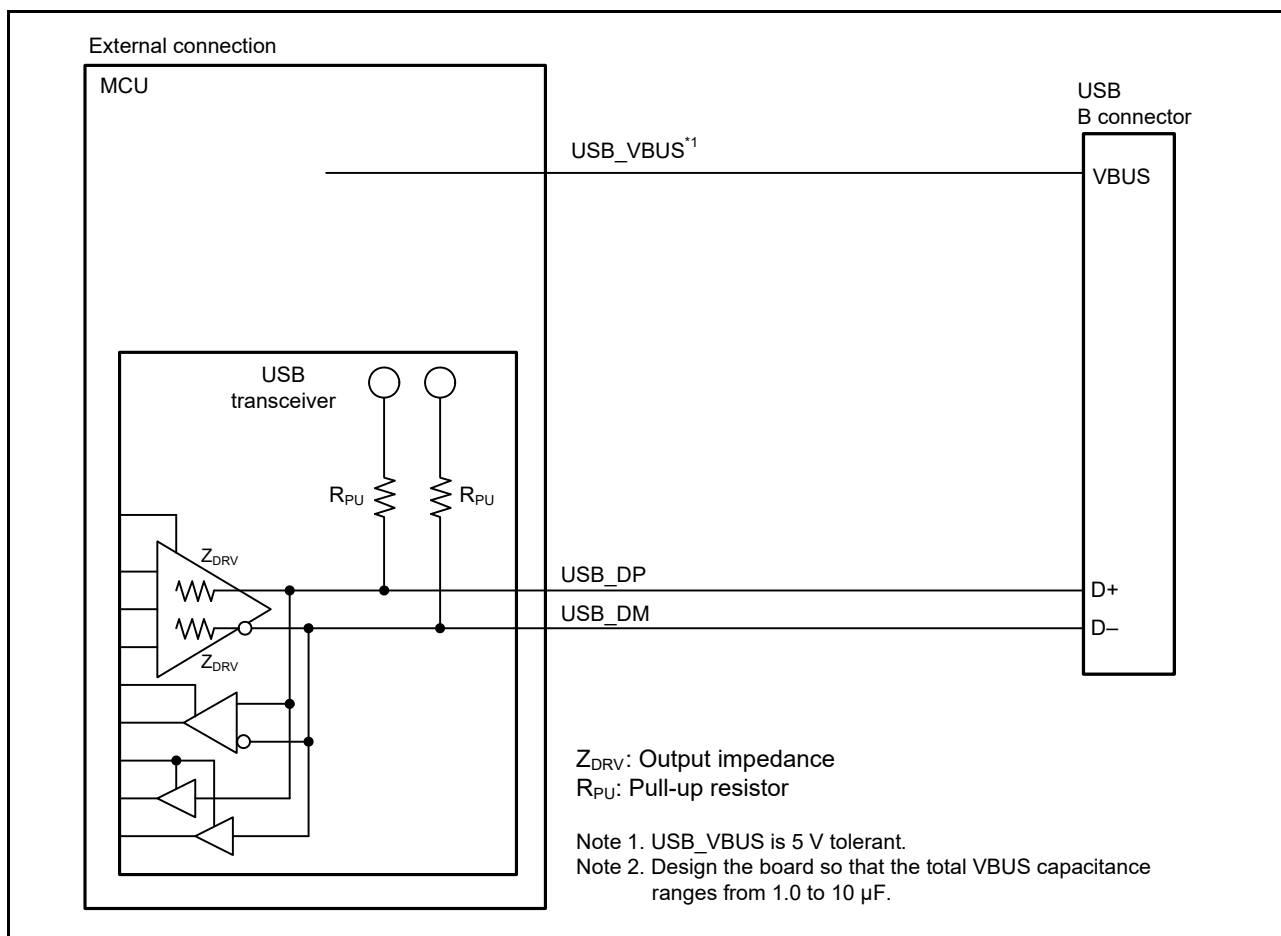 External connection
MCU
USB
B connector
USB_VBUS*1
VBUS
USB
transceiver
RPU
RPU
ZDRV
USB_DP
D+
USB_DM
D–
ZDRV
ZDRV: Output impedance
RPU: Pull-up resistor
Note 1. USB_VBUS is 5 V tolerant.
Note 2. Design the board so that the total VBUS capacitance
ranges from 1.0 to 10 µF.